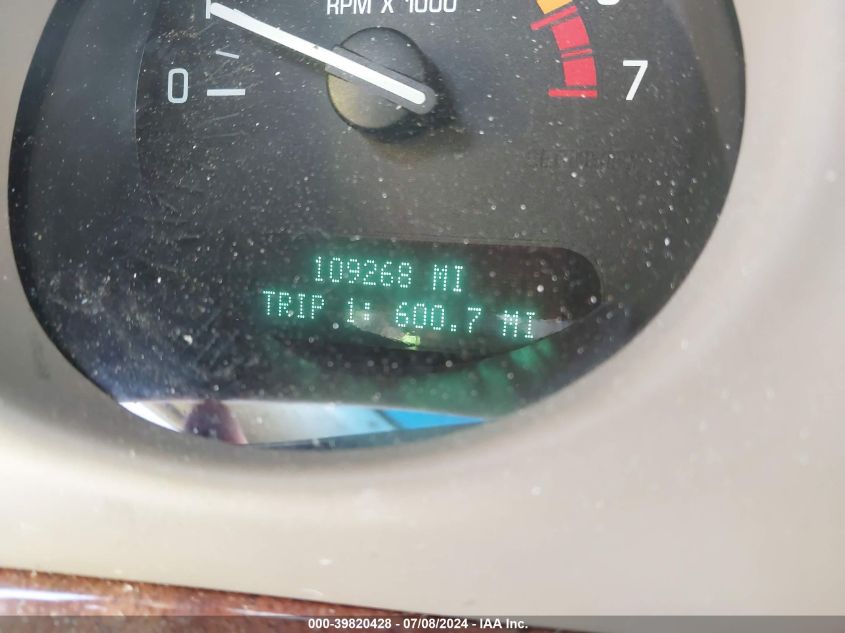 RPM X 1000
0
7
109268 MI
TRIP 1: 600.7 MI
000-39820428 - 07/08/2024 - IAA Inc.